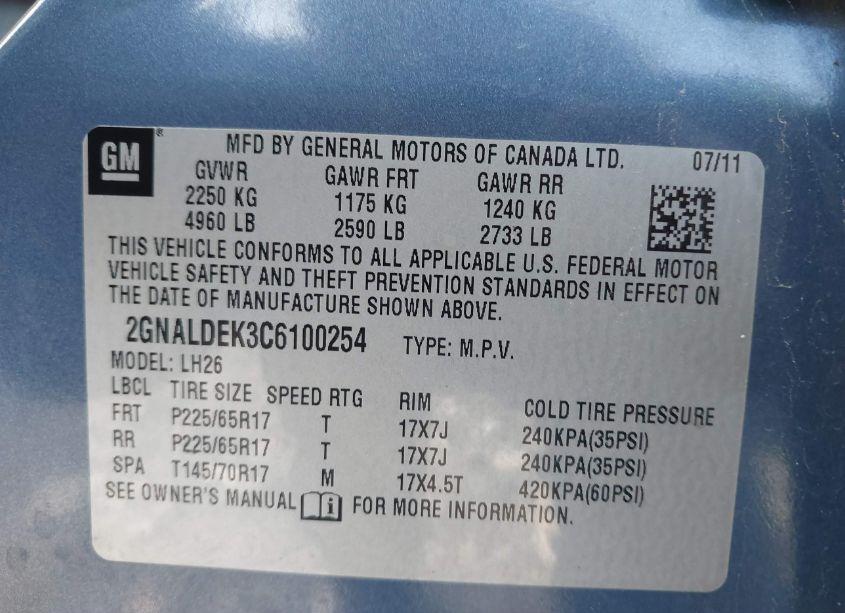 GM
MFD BY GENERAL MOTORS OF CANADA LTD. 07/11
GVWR GAWR FRT GAWR RR
2250 KG 1175 KG 1240 KG
4960 LB 2590 LB 2733 LB
THIS VEHICLE CONFORMS TO ALL APPLICABLE U.S. FEDERAL MOTOR
VEHICLE SAFETY AND THEFT PREVENTION STANDARDS IN EFFECT ON
THE DATE OF MANUFACTURE SHOWN ABOVE.
2GNALDEK3C6100254 TYPE: M.P.V.
MODEL: LH26
LBCL TIRE SIZE SPEED RTG RIM COLD TIRE PRESSURE
FRT P225/65R17 T 17X7J 240KPA(35PSI)
RR P225/65R17 T 17X7J 240KPA(35PSI)
SPA T145/70R17 M 17X4.5T 420KPA(60PSI)
SEE OWNER'S MANUAL i FOR MORE INFORMATION.